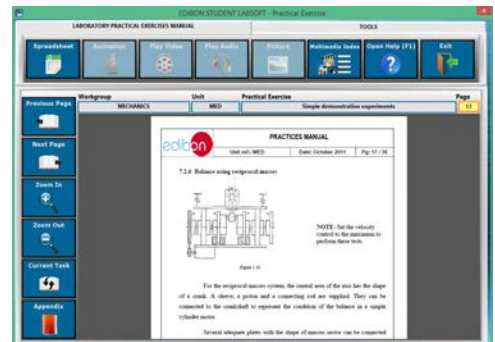 EDIBON STUDENT LABSOFT - Practical Exercise
LABORATORY PRACTICAL EXERCISES MANUAL
TOOLS
Spreadsheet
Animation
Play Video
Play Audio
Picture
Multimedia Index
Open Help (F1)
Exit
Previous Page
Workgroup
Unit
Practical Exercise
Page
MECHANICS
MED
Simple demonstration experiments
17
Next Page
Zoom In
Zoom Out
Current Task
Appendix
edibon
PRACTICES MANUAL
Unit ref.: MED
Date: October 2011
Pg: 17 / 36
7.2.4 Balance using reciprocal masses
NOTE: Set the velocity
control to the maximum to
perform these tests.
For the reciprocal masses system, the central area of the axis has the shape
of a crank. A sleeve, a piston and a connecting rod are supplied. They can be
connected to the crankshaft to represent the condition of the balance in a simple
cylinder motor.
Several adequate plates with the shape of masses sector can be connected